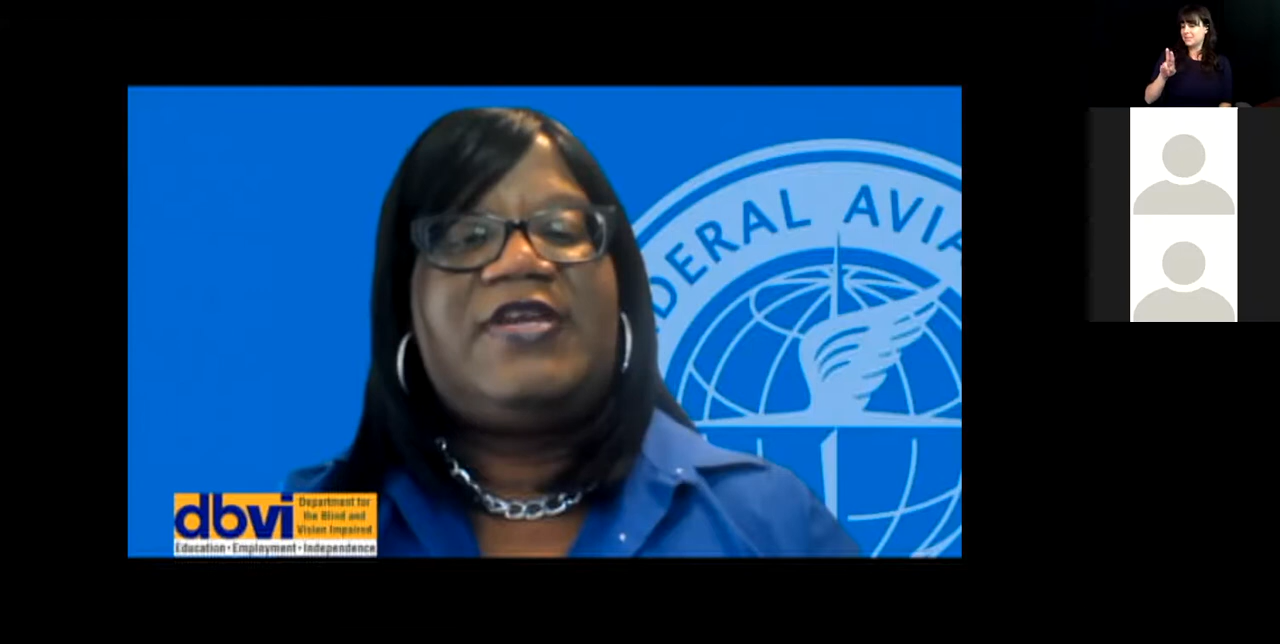 DERAL AVIA
dbvi
Department for
the Blind and
Vision Impaired
Education · Employment · Independence